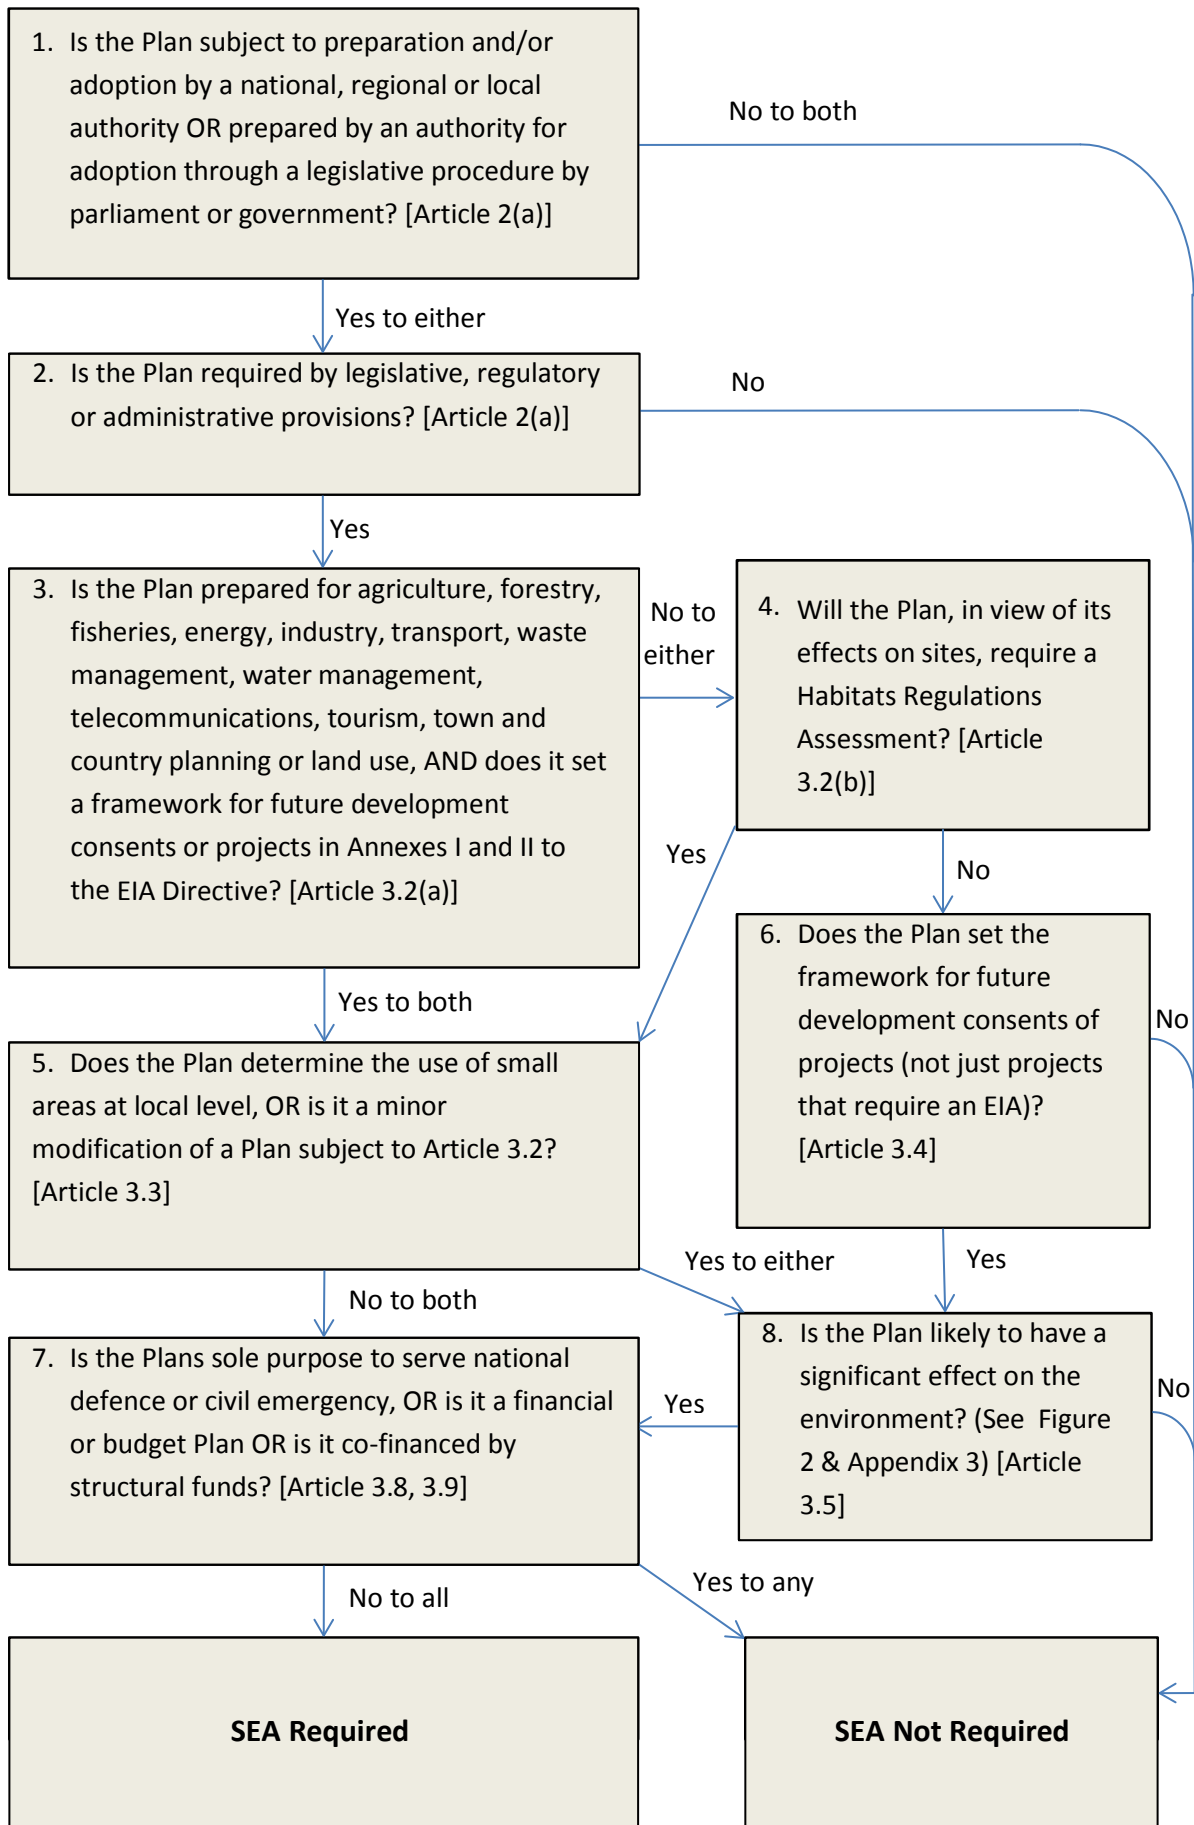 1. Is the Plan subject to preparation and/or
adoption by a national, regional or local
authority OR prepared by an authority for
adoption through a legislative procedure by
parliament or government? [Article 2(a)]
No to both
Yes to either
2. Is the Plan required by legislative, regulatory
or administrative provisions? [Article 2(a)]
No
Yes
3. Is the Plan prepared for agriculture, forestry,
fisheries, energy, industry, transport, waste
management, water management,
telecommunications, tourism, town and
country planning or land use, AND does it set
a framework for future development
consents or projects in Annexes I and II to
the EIA Directive? [Article 3.2(a)]
No to
either
4. Will the Plan, in view of its
effects on sites, require a
Habitats Regulations
Assessment? [Article
3.2(b)]
Yes
No
Yes to both
6. Does the Plan set the
framework for future
development consents of
projects (not just projects
that require an EIA)?
[Article 3.4]
No
5. Does the Plan determine the use of small
areas at local level, OR is it a minor
modification of a Plan subject to Article 3.2?
[Article 3.3]
Yes to either
Yes
No to both
7. Is the Plans sole purpose to serve national
defence or civil emergency, OR is it a financial
or budget Plan OR is it co-financed by
structural funds? [Article 3.8, 3.9]
Yes
8. Is the Plan likely to have a
significant effect on the
environment? (See Figure
2 & Appendix 3) [Article
3.5]
No
No to all
Yes to any
SEA Required
SEA Not Required